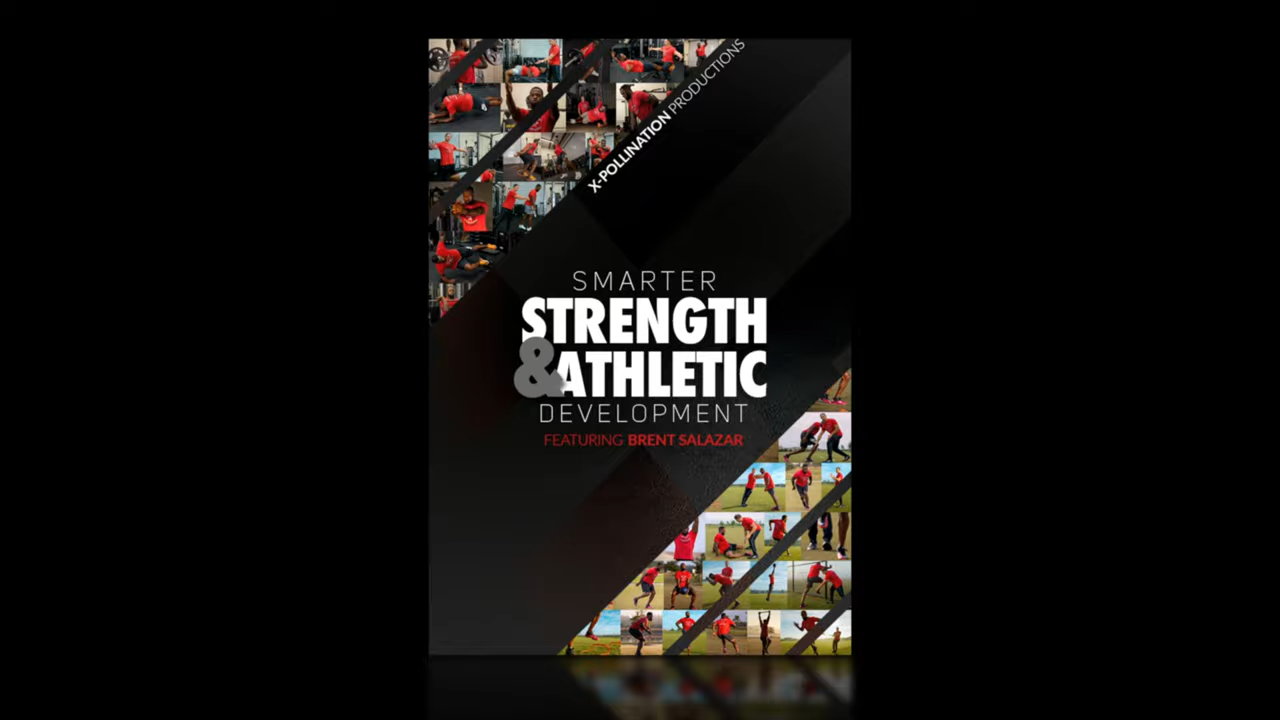 X-POLLINATION PRODUCTIONS
SMARTER
STRENGTH
&ATHLETIC
DEVELOPMENT
FEATURING BRENT SALAZAR